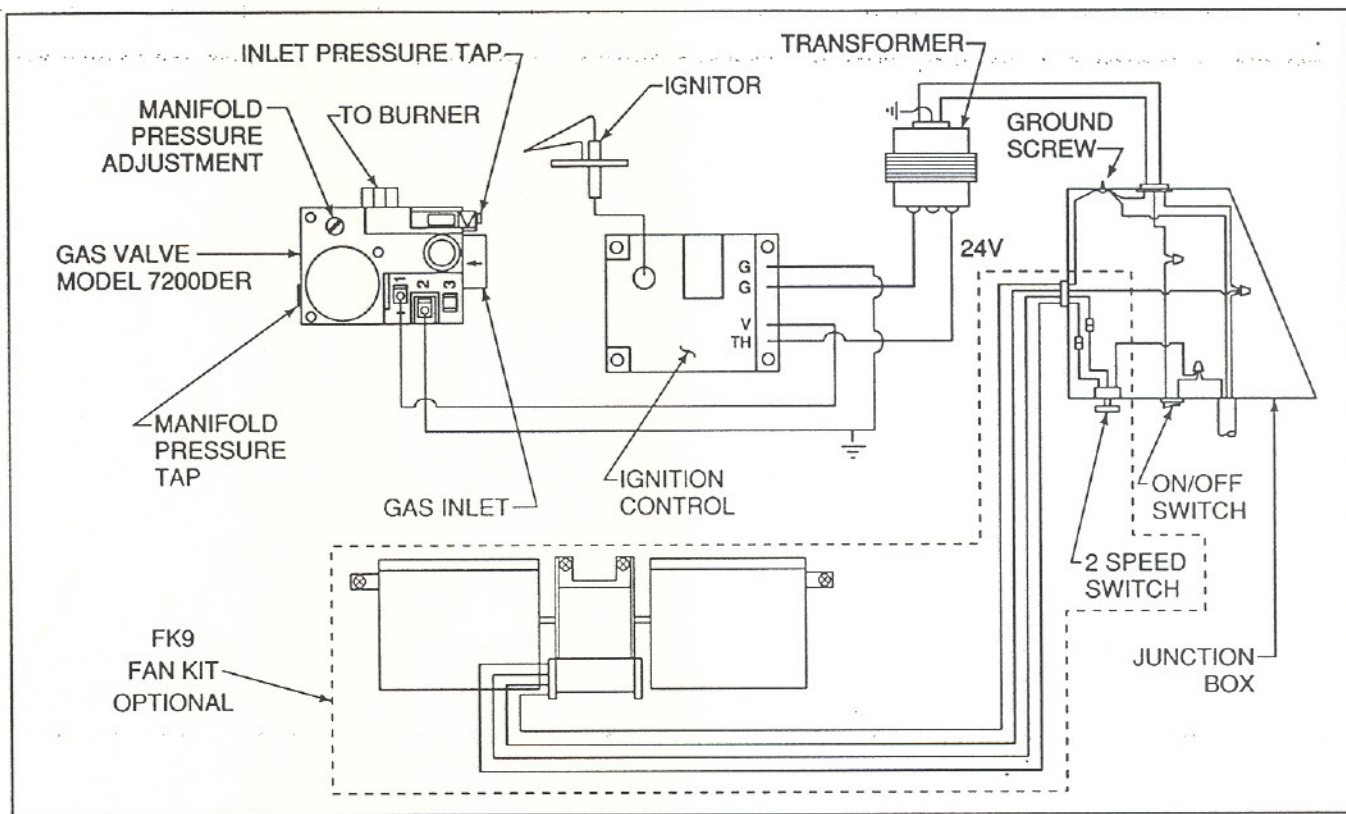 INLET PRESSURE TAP
TRANSFORMER
MANIFOLD
PRESSURE
ADJUSTMENT
TO BURNER
IGNITOR
GROUND
SCREW
GAS VALVE
MODEL 7200DER
1
2
3
G
G
V
TH
24V
MANIFOLD
PRESSURE
TAP
GAS INLET
IGNITION
CONTROL
ON/OFF
SWITCH
2 SPEED
SWITCH
FK9
FAN KIT
OPTIONAL
JUNCTION
BOX